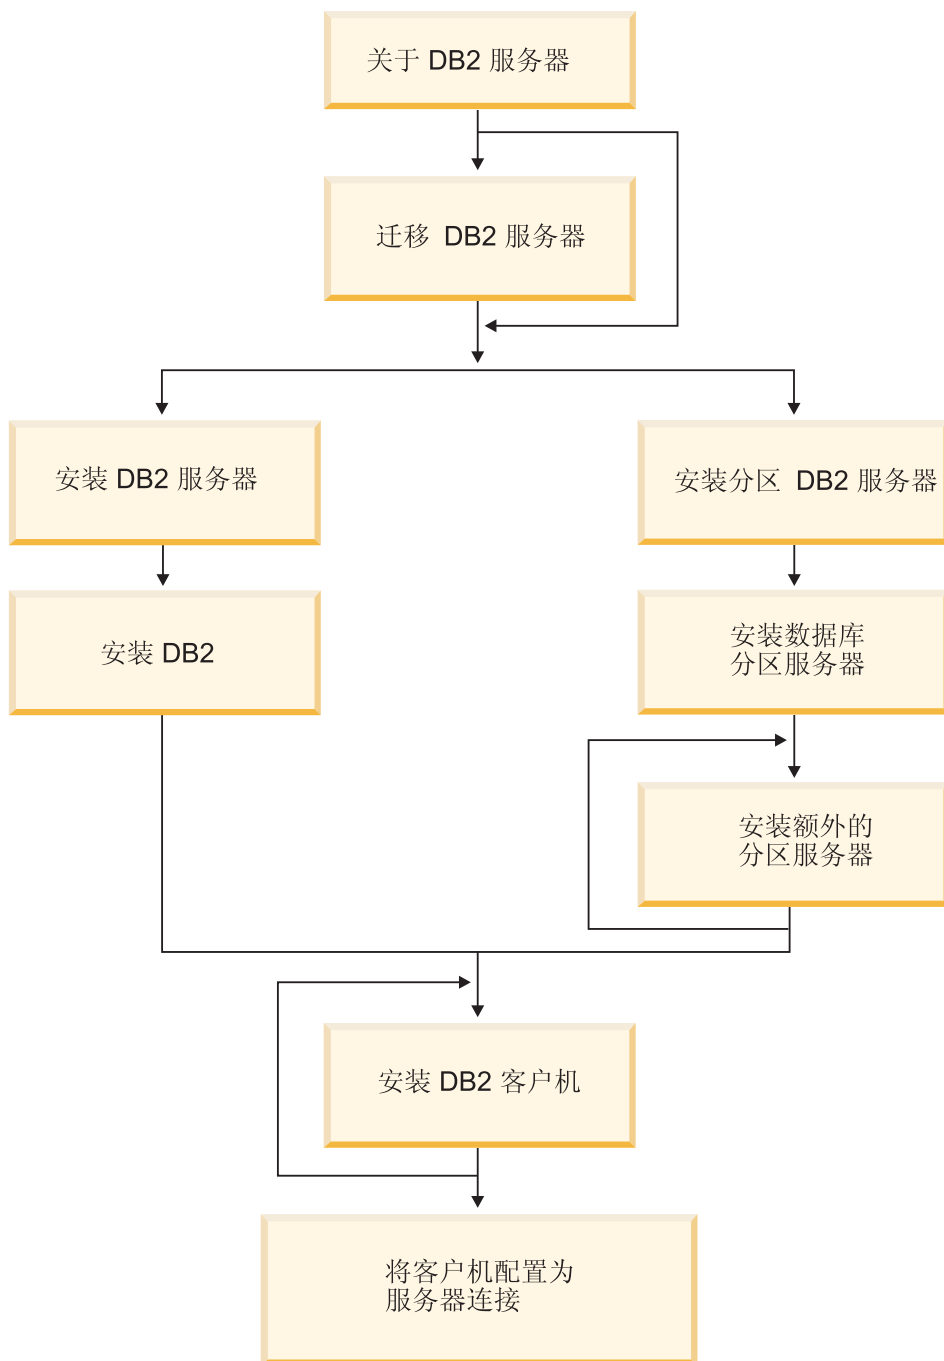 关于 DB2 服务器
迁移 DB2 服务器
安装 DB2 服务器
安装分区 DB2 服务器
安装 DB2
安装数据库
分区服务器
安装额外的
分区服务器
安装 DB2 客户机
将客户机配置为
服务器连接